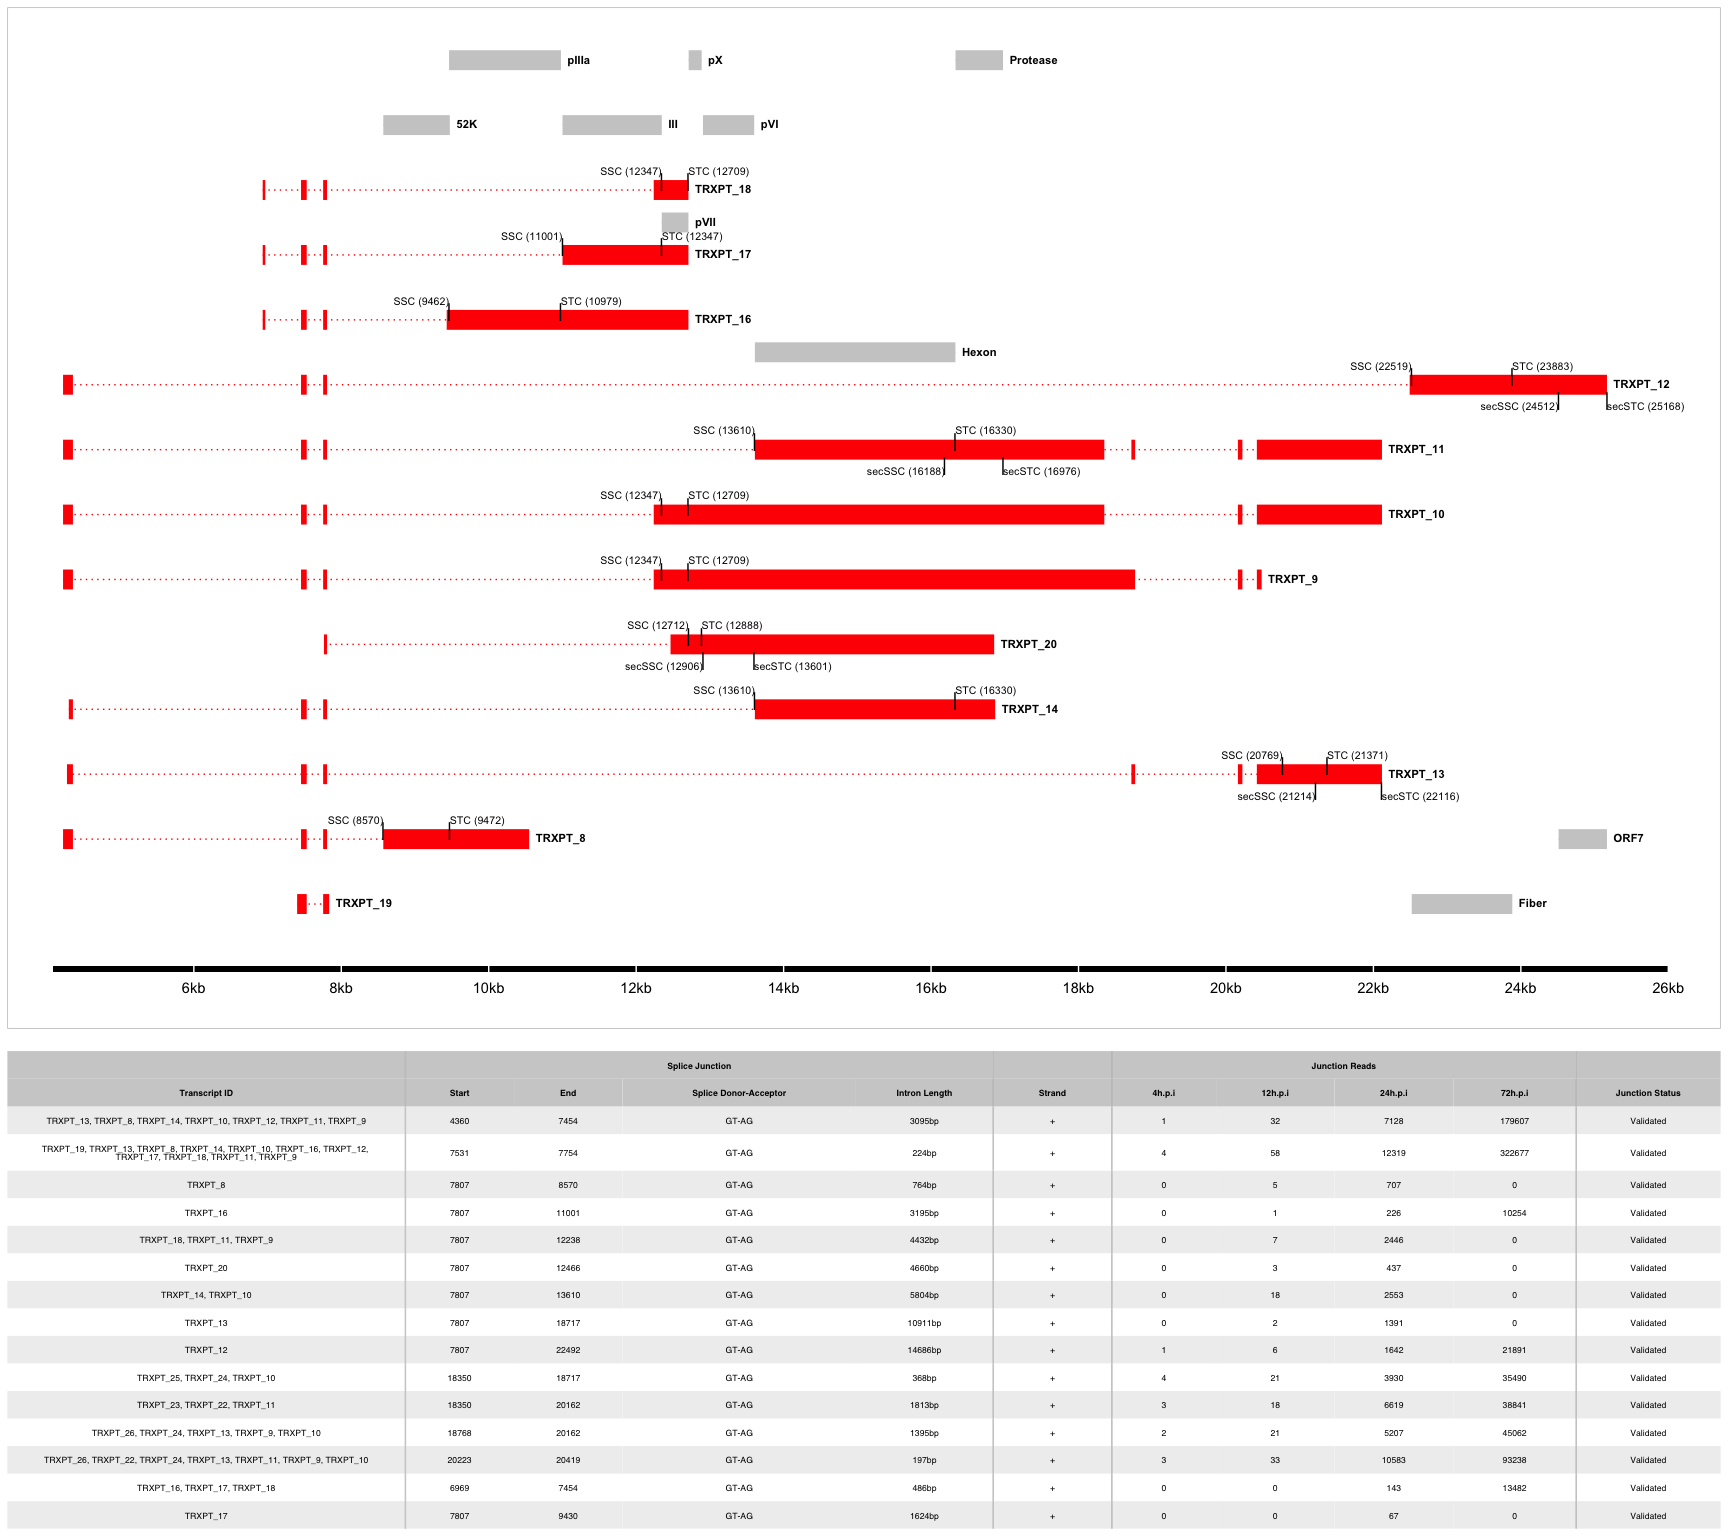 pIIIa pX Protease
52K III pVI
SSC (12347) STC (12709)
TRXPT_18
pVII
SSC (11001) STC (12347)
TRXPT_17
SSC (9462) STC (10979)
TRXPT_16
Hexon
SSC (22519) STC (23883)
TRXPT_12
secSSC (24512) secSTC (25168)
SSC (13610) STC (16330)
TRXPT_11
secSSC (16188) secSTC (16976)
SSC (12347) STC (12709)
TRXPT_10
SSC (12347) STC (12709)
TRXPT_9
SSC (12712) STC (12888)
TRXPT_20
secSSC (12906) secSTC (13601)
SSC (13610) STC (16330)
TRXPT_14
SSC (20769) STC (21371)
TRXPT_13
secSSC (21214) secSTC (22116)
SSC (8570) STC (9472)
TRXPT_8 ORF7
TRXPT_19 Fiber
6kb 8kb 10kb 12kb 14kb 16kb 18kb 20kb 22kb 24kb 26kb
Splice Junction Junction Reads
Transcript ID Start End Splice Donor-Acceptor Intron Length Strand 4h.p.i 12h.p.i 24h.p.i 72h.p.i Junction Status
TRXPT_13, TRXPT_8, TRXPT_14, TRXPT_10, TRXPT_12, TRXPT_11, TRXPT_9 4360 7454 GT-AG 3095bp + 1 32 7128 179607 Validated
TRXPT_19, TRXPT_13, TRXPT_8, TRXPT_14, TRXPT_10, TRXPT_16, TRXPT_12,
TRXPT_17, TRXPT_18, TRXPT_11, TRXPT_9 7531 7754 GT-AG 224bp + 4 58 12319 322677 Validated
TRXPT_8 7807 8570 GT-AG 764bp + 0 5 707 0 Validated
TRXPT_16 7807 11001 GT-AG 3195bp + 0 1 226 10254 Validated
TRXPT_18, TRXPT_11, TRXPT_9 7807 12238 GT-AG 4432bp + 0 7 2446 0 Validated
TRXPT_20 7807 12466 GT-AG 4660bp + 0 3 437 0 Validated
TRXPT_14, TRXPT_10 7807 13610 GT-AG 5804bp + 0 18 2553 0 Validated
TRXPT_13 7807 18717 GT-AG 10911bp + 0 2 1391 0 Validated
TRXPT_12 7807 22492 GT-AG 14686bp + 1 6 1642 21891 Validated
TRXPT_25, TRXPT_24, TRXPT_10 18350 18717 GT-AG 368bp + 4 21 3930 35490 Validated
TRXPT_23, TRXPT_22, TRXPT_11 18350 20162 GT-AG 1813bp + 3 18 6619 38841 Validated
TRXPT_26, TRXPT_24, TRXPT_13, TRXPT_9, TRXPT_10 18768 20162 GT-AG 1395bp + 2 21 5207 45062 Validated
TRXPT_26, TRXPT_22, TRXPT_24, TRXPT_13, TRXPT_11, TRXPT_9, TRXPT_10 20223 20419 GT-AG 197bp + 3 33 10583 93238 Validated
TRXPT_16, TRXPT_17, TRXPT_18 6969 7454 GT-AG 486bp + 0 0 143 13482 Validated
TRXPT_17 7807 9430 GT-AG 1624bp + 0 0 67 0 Validated